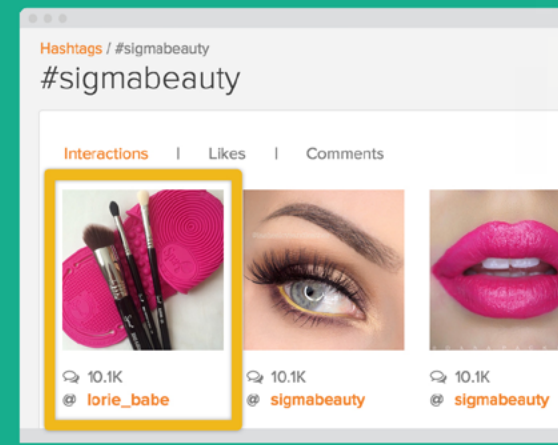 Hashtags / #sigmabeauty
#sigmabeauty
Interactions | Likes | Comments
10.1K 10.1K 10.1K
@ lorie_babe @ sigmabeauty @ sigmabeauty